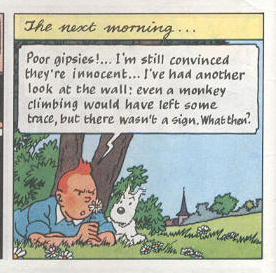 The next morning...
Poor gipsies!... I'm still convinced
they're innocent... I've had another
look at the wall: even a monkey
climbing would have left some
trace, but there wasn't a sign. What then?